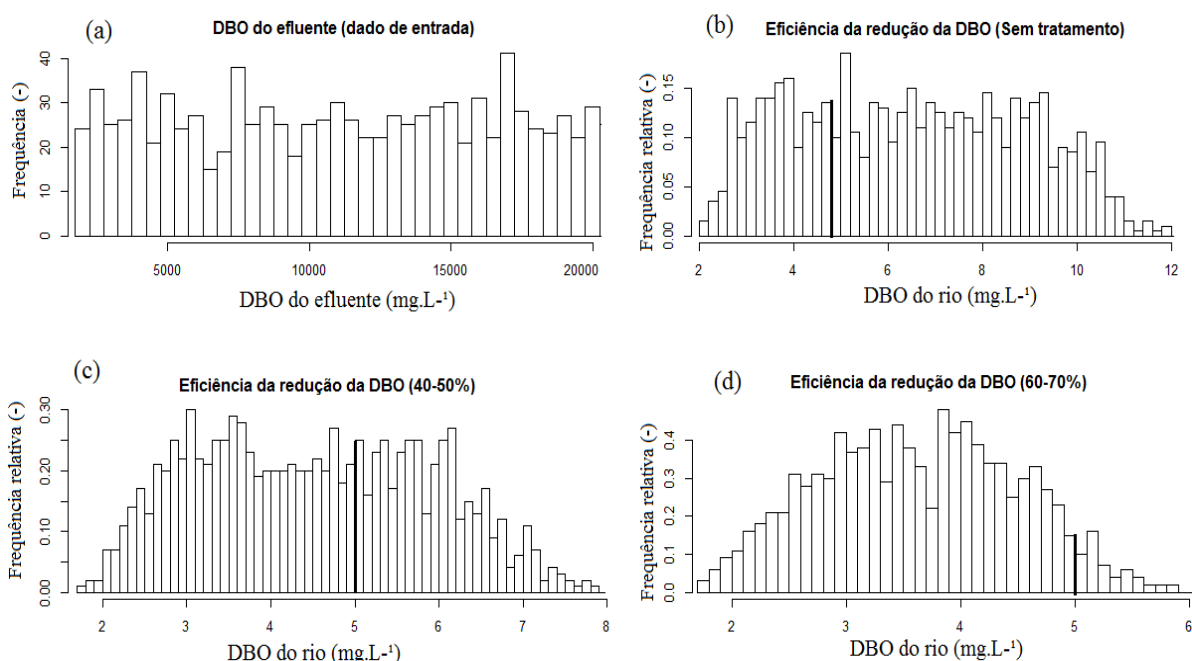 (a)
DBO do efluente (dado de entrada)
Frequência (-)
0 10 20 30 40
5000 10000 15000 20000
DBO do efluente (mg.L-¹)
(b)
Eficiência da redução da DBO (Sem tratamento)
Frequência relativa (-)
0.00 0.05 0.10 0.15
2 4 6 8 10 12
DBO do rio (mg.L-¹)
(c)
Eficiência da redução da DBO (40-50%)
Frequência relativa (-)
0.00 0.10 0.20 0.30
2 3 4 5 6 7 8
DBO do rio (mg.L-¹)
(d)
Eficiência da redução da DBO (60-70%)
Frequência relativa (-)
0.0 0.1 0.2 0.3 0.4
2 3 4 5 6
DBO do rio (mg.L-¹)